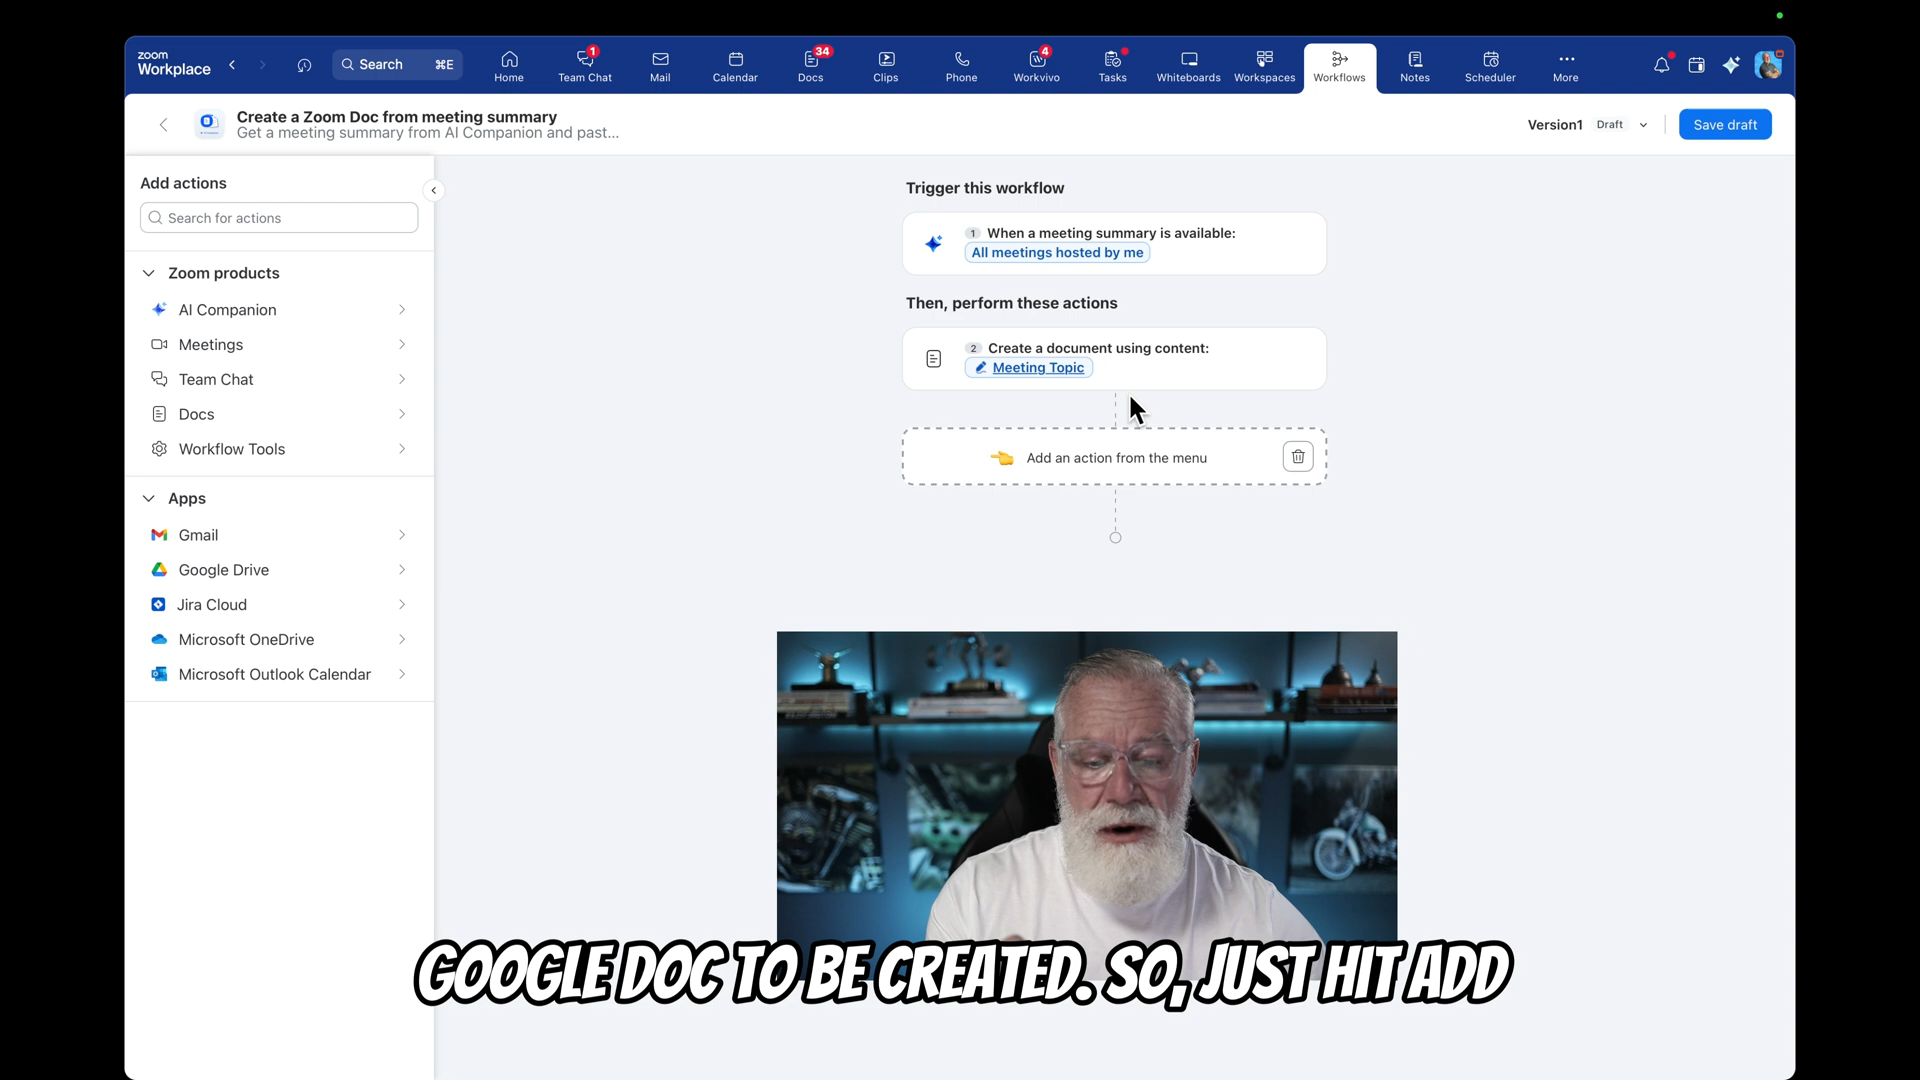 zoom
Workplace
Search
⌘E
Home
1
Team Chat
Mail
Calendar
34
Docs
Clips
Phone
4
Workvivo
Tasks
Whiteboards
Workspaces
Workflows
Notes
Scheduler
More
Create a Zoom Doc from meeting summary
Get a meeting summary from AI Companion and past...
Version1
Draft
Save draft
Add actions
Search for actions
Zoom products
AI Companion
Meetings
Team Chat
Docs
Workflow Tools
Apps
Gmail
Google Drive
Jira Cloud
Microsoft OneDrive
Microsoft Outlook Calendar
Trigger this workflow
1 When a meeting summary is available:
All meetings hosted by me
Then, perform these actions
2 Create a document using content:
Meeting Topic
Add an action from the menu
GOOGLE DOC TO BE CREATED. SO, JUST HIT ADD